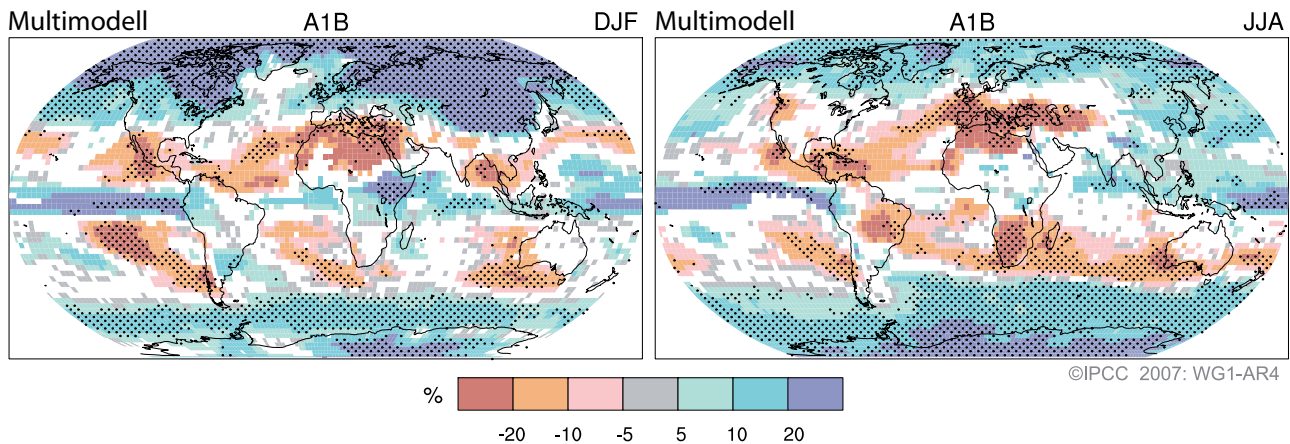 Multimodell A1B DJF
Multimodell A1B JJA
©IPCC 2007: WG1-AR4
%
-20 -10 -5 5 10 20